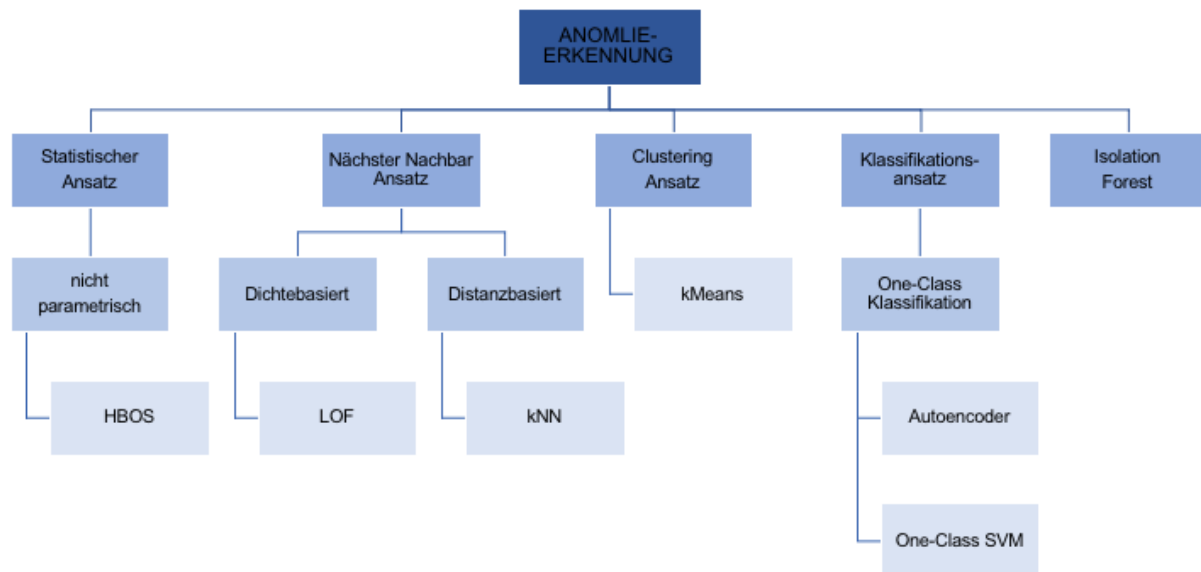 ANOMLIE-
ERKENNUNG
Statistischer
Ansatz
Nächster Nachbar
Ansatz
Clustering
Ansatz
Klassifikations-
ansatz
Isolation
Forest
nicht
parametrisch
Dichtebasiert
Distanzbasiert
kMeans
One-Class
Klassifikation
HBOS
LOF
kNN
Autoencoder
One-Class SVM